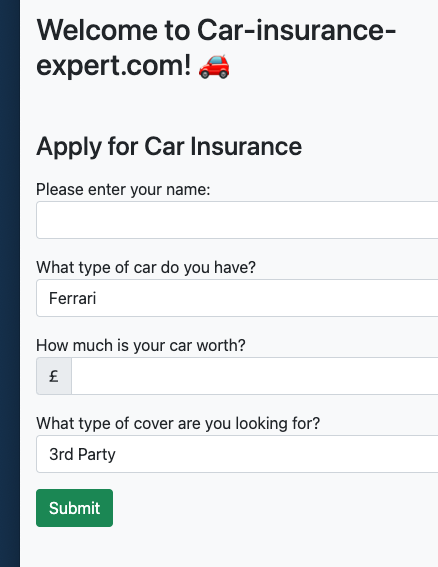 Welcome to Car-insurance-
expert.com! 🚗
Apply for Car Insurance
Please enter your name:
What type of car do you have?
Ferrari
How much is your car worth?
£
What type of cover are you looking for?
3rd Party
Submit